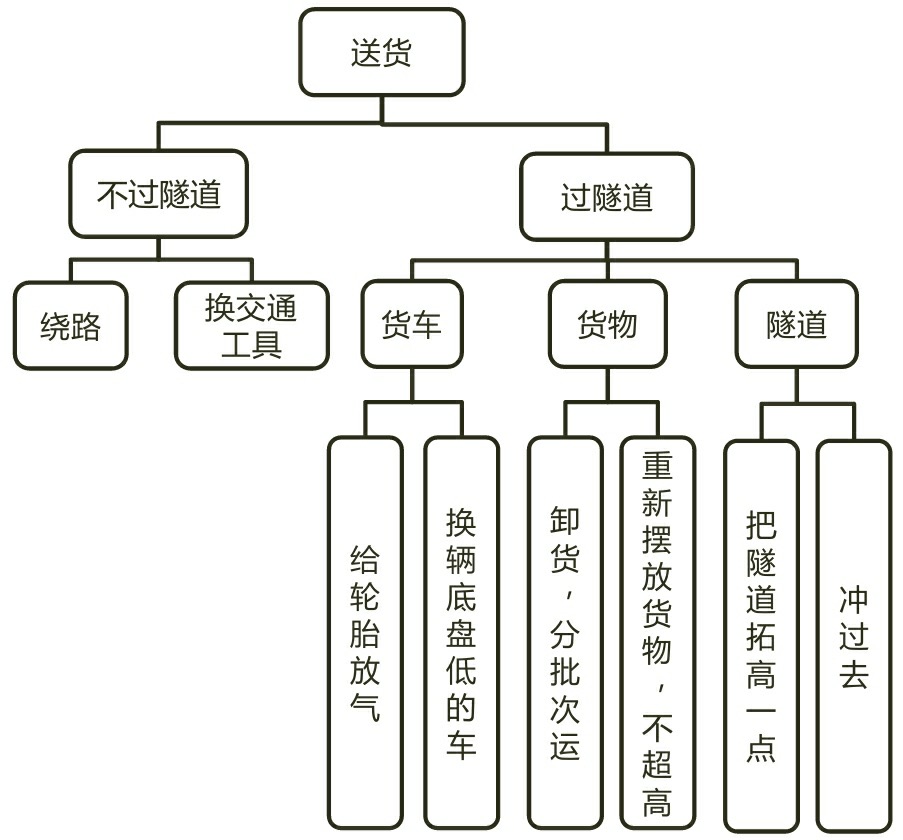 送货
不过隧道
过隧道
绕路
换交通
工具
货车
货物
隧道
给轮胎放气
换辆底盘低的车
卸货，分批次运
重新摆放货物，不超高
把隧道拓高一点
冲过去